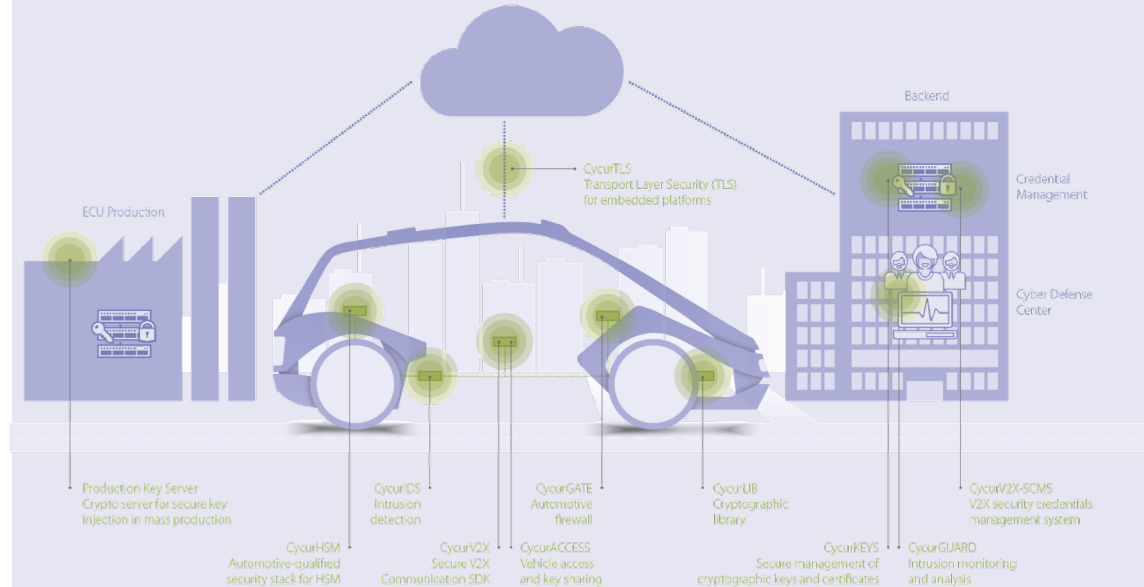 Backend
CycurTLS
Transport Layer Security (TLS)
for embedded platforms
Credential
Management
ECU Production
Cyber Defense
Center
Production Key Server
Crypto server for secure key
injection in mass production
CycurIDS
Intrusion
detection
CycurGATE
Automotive
firewall
CycurLIB
Cryptographic
library
CycurV2X-SCMS
V2X security credentials
management system
CycurHSM
Automotive-qualified
security stack for HSM
CycurV2X
Secure V2X
Communication SDK
CycurACCESS
Vehicle access
and key sharing
CycurKEYS
Secure management of
cryptographic keys and certificates
CycurGUARD
Intrusion monitoring
and analysis